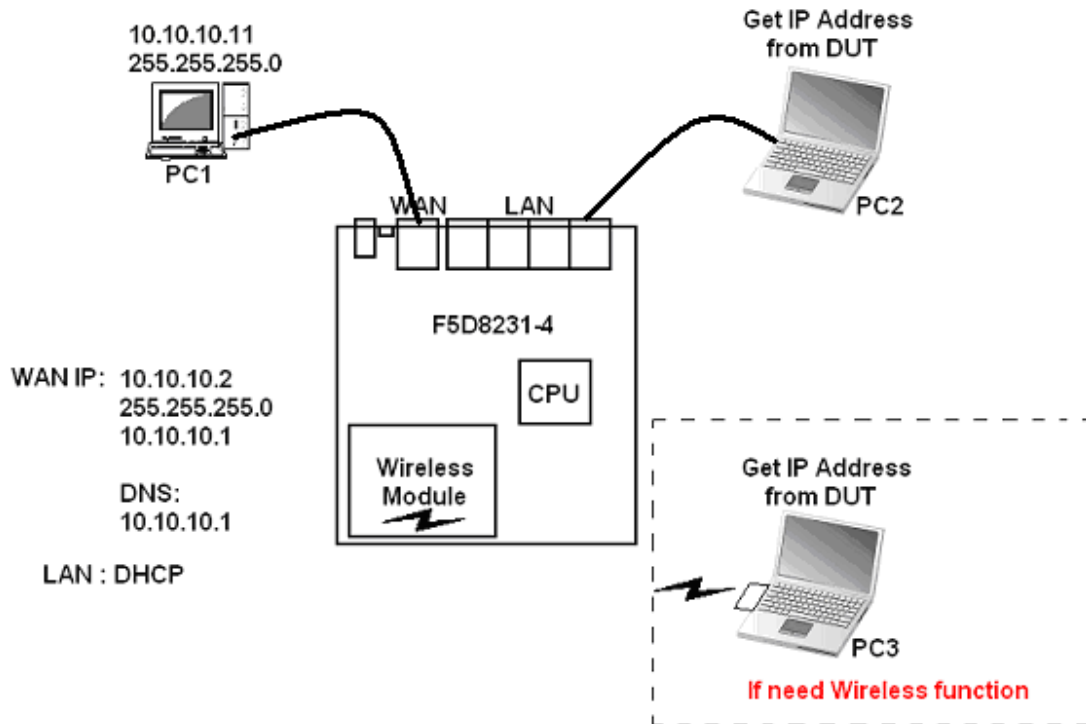 10.10.10.11
255.255.255.0
PC1
Get IP Address
from DUT
PC2
WAN
LAN
F5D8231-4
CPU
WAN IP: 10.10.10.2
255.255.255.0
10.10.10.1
DNS:
10.10.10.1
LAN : DHCP
Wireless
Module
Get IP Address
from DUT
PC3
If need Wireless function